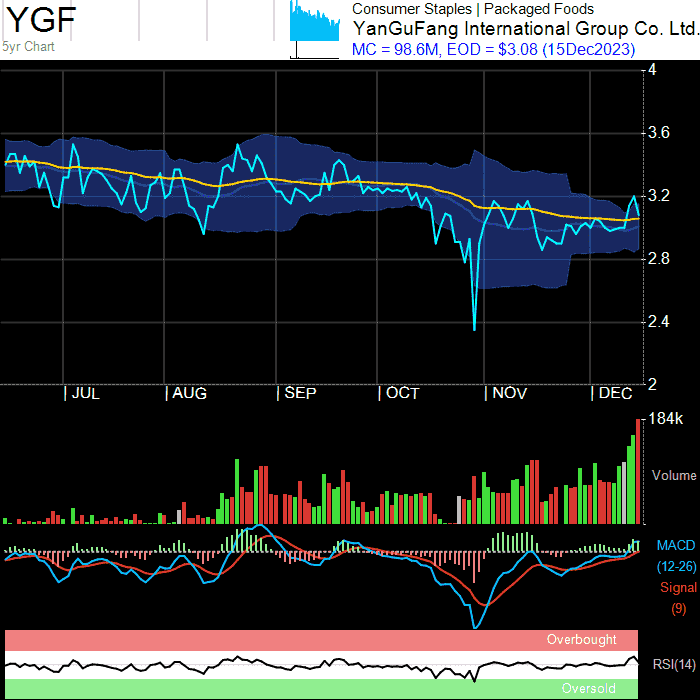 YGF
5yr Chart
Consumer Staples | Packaged Foods
YanGuFang International Group Co. Ltd.
MC = 98.6M, EOD = $3.08 (15Dec2023)
4
3.6
3.2
2.8
2.4
2
| JUL | AUG | SEP | OCT | NOV | DEC
184k
Volume
MACD
(12-26)
Signal
(9)
Overbought
RSI(14)
Oversold